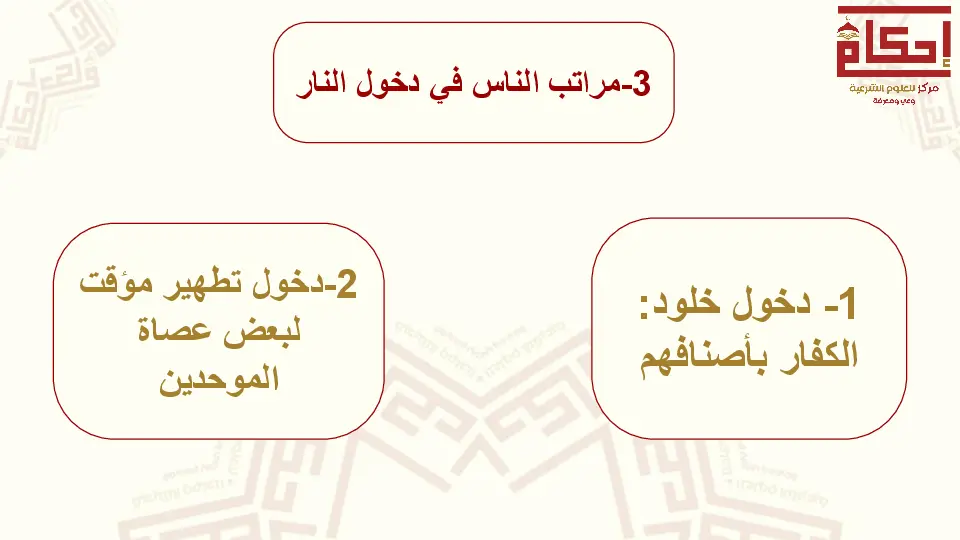 إحكام
مركز للعلوم الشرعية
وعي ومعرفة
3-مراتب الناس في دخول النار
1- دخول خلود:
الكفار بأصنافهم
2-دخول تطهير مؤقت
لبعض عصاة
الموحدين